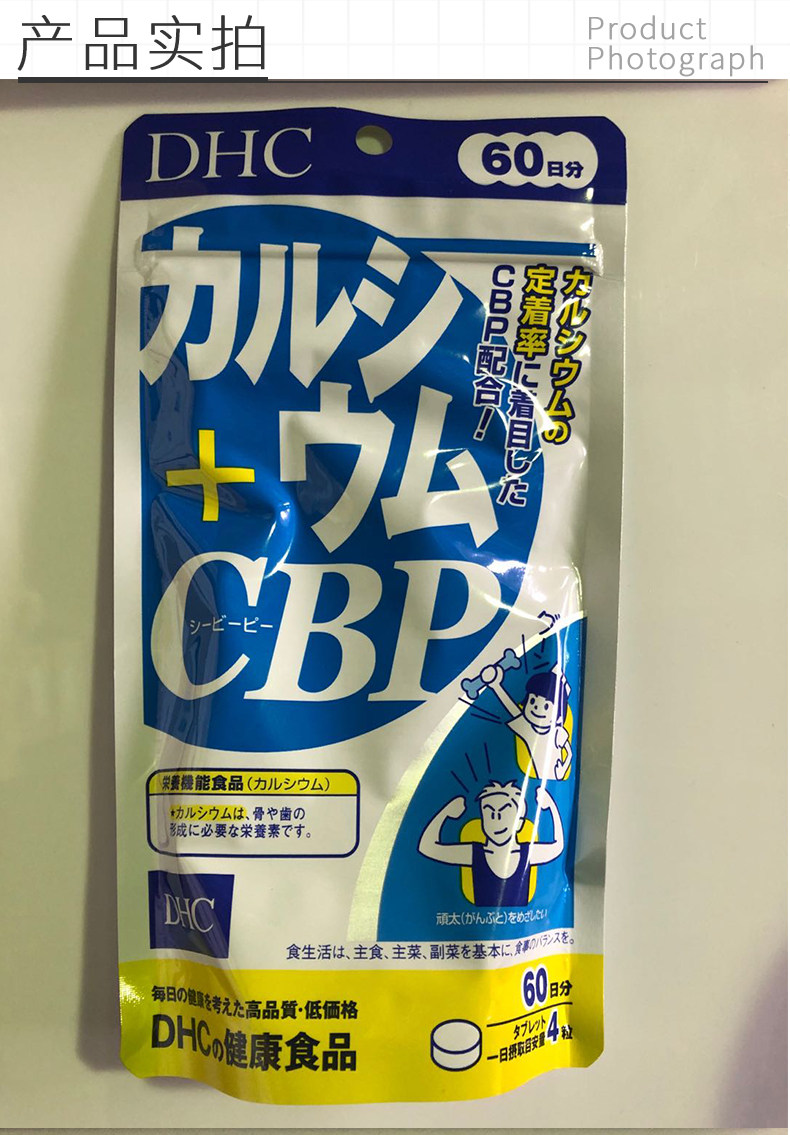 产品实拍
Product
Photograph
DHC
60日分
カルシ
ウム
+
CBP
シービーピー
カルシウムの
定着率に着目した
CBP配合!
栄養機能食品(カルシウム)
*カルシウムは、骨や歯の
形成に必要な栄養素です。
DHC
頑太(がんぶと)をめざしたい
食生活は、主食、主菜、副菜を基本に、食事のバランスを。
毎日の健康を考えた高品質・低価格
DHCの健康食品
60日分
タブレット
一日摂取目安量4粒